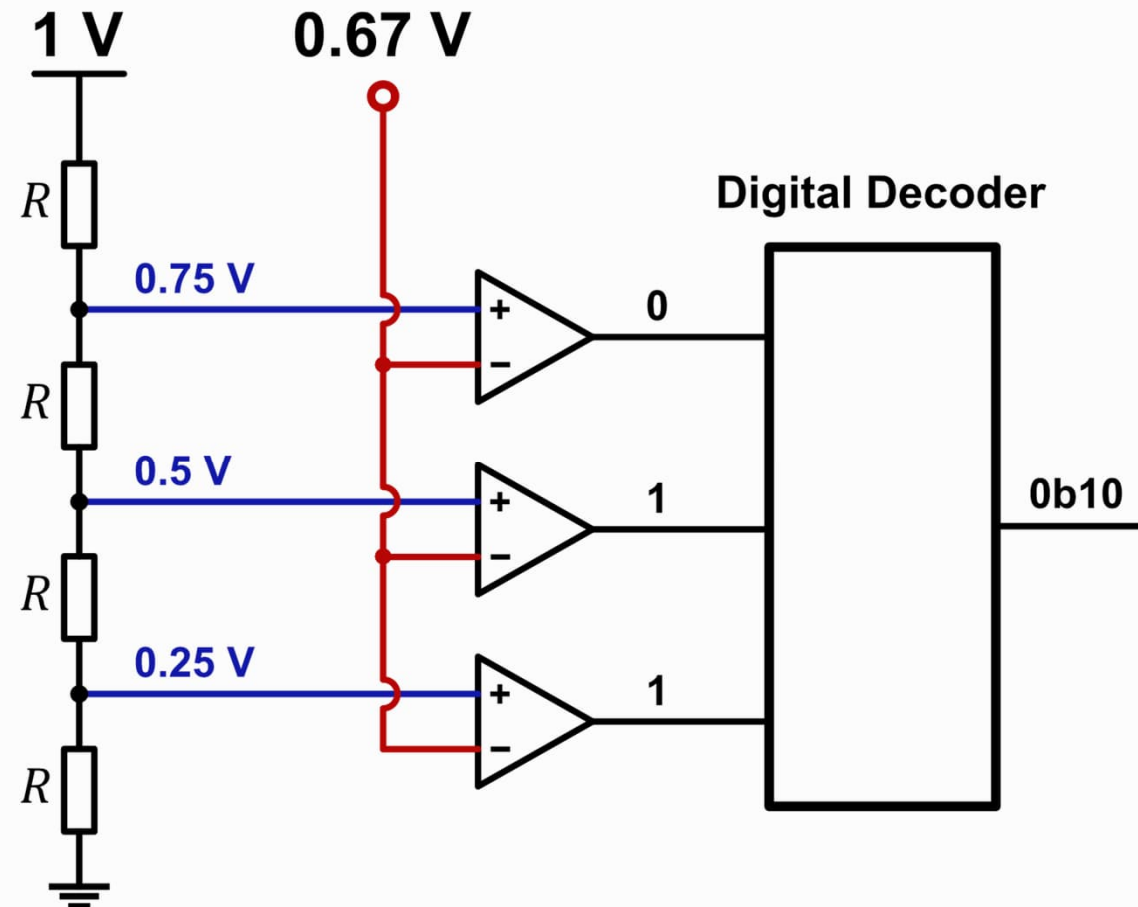 1 V
0.67 V
Digital Decoder
R
0.75 V
+
−
0
R
0.5 V
+
−
1
0b10
R
0.25 V
+
−
1
R